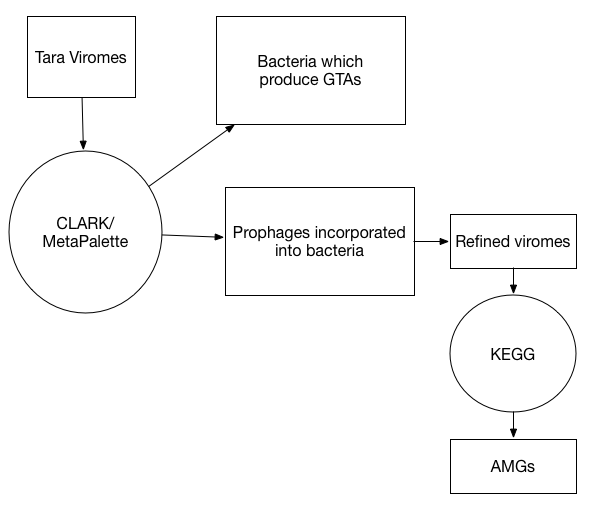 Tara Viromes
Bacteria which
produce GTAs
CLARK/
MetaPalette
Prophages incorporated
into bacteria
Refined viromes
KEGG
AMGs